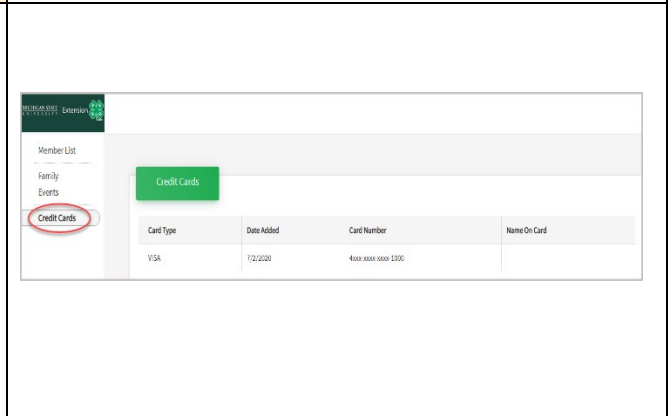 MICHIGAN STATE
UNIVERSITY Extension
Member List
Family
Events
Credit Cards
Credit Cards
Card Type Date Added Card Number Name On Card
VISA 7/2/2020 4xxx-xxxx-xxxx-1000